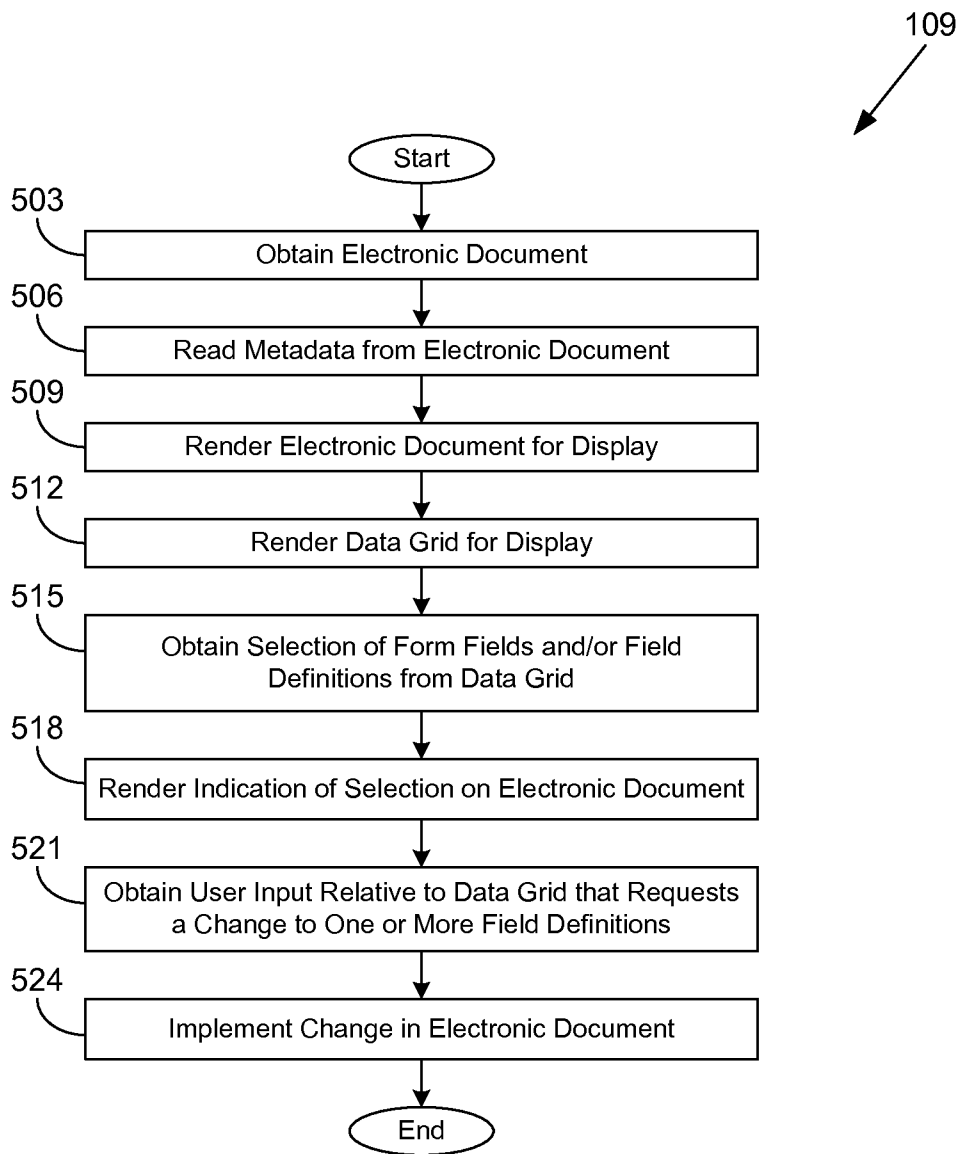 109
Start
503
Obtain Electronic Document
506
Read Metadata from Electronic Document
509
Render Electronic Document for Display
512
Render Data Grid for Display
515
Obtain Selection of Form Fields and/or Field
Definitions from Data Grid
518
Render Indication of Selection on Electronic Document
521
Obtain User Input Relative to Data Grid that Requests
a Change to One or More Field Definitions
524
Implement Change in Electronic Document
End